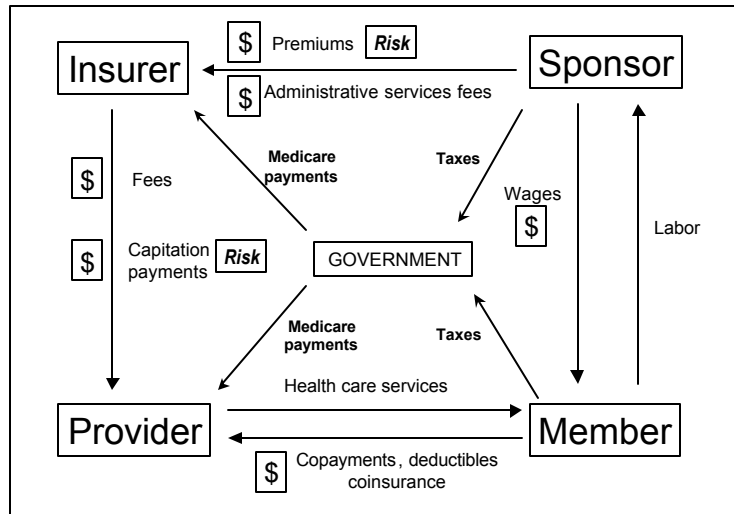 $ Premiums Risk
Insurer
Sponsor
$ Administrative services fees
Medicare
payments
Taxes
$ Fees
Wages
$
Labor
$ Capitation
payments Risk
GOVERNMENT
Medicare
payments
Taxes
Health care services
Provider
Member
$ Copayments, deductibles
coinsurance